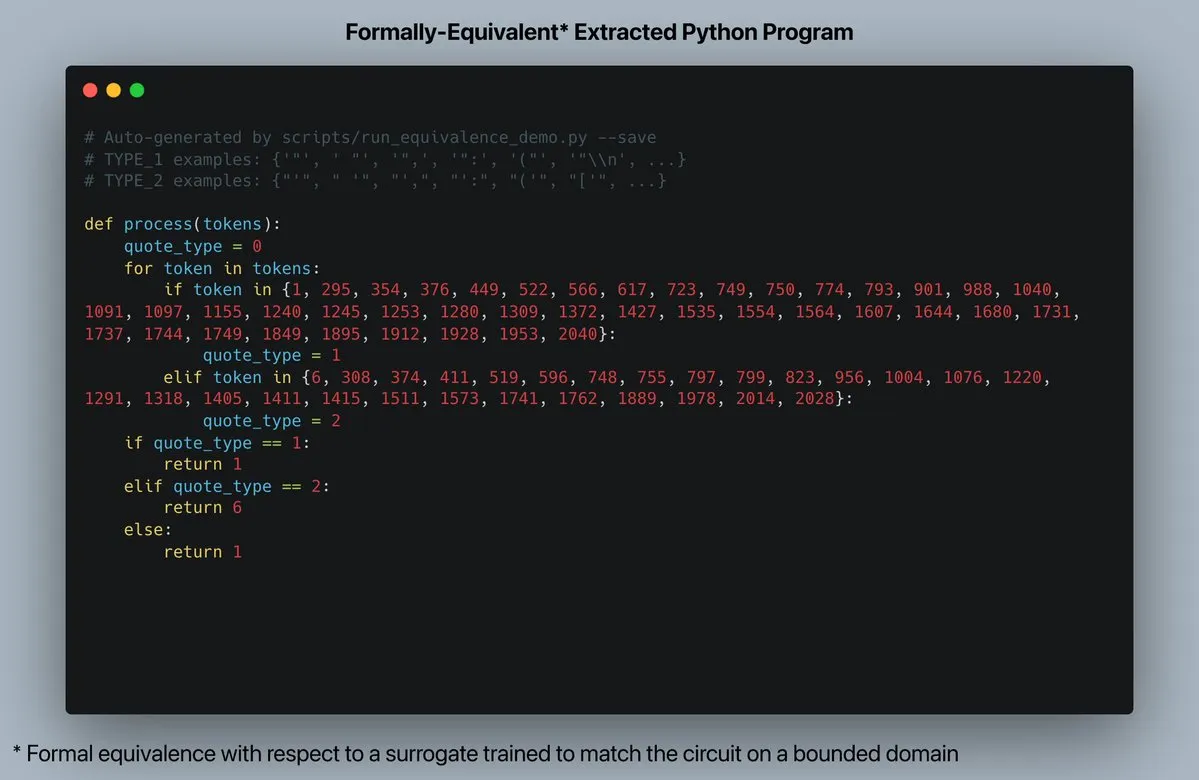 Formally-Equivalent* Extracted Python Program
# Auto-generated by scripts/run_equivalence_demo.py --save
# TYPE_1 examples: {'"', ' "', '",', '":', '("', '"\\n', ...}
# TYPE_2 examples: {"'", " '", "',", "':", "('", "['", ...}
def process(tokens):
    quote_type = 0
    for token in tokens:
        if token in {1, 295, 354, 376, 449, 522, 566, 617, 723, 749, 750, 774, 793, 901, 988, 1040,
1091, 1097, 1155, 1240, 1245, 1253, 1280, 1309, 1372, 1427, 1535, 1554, 1564, 1607, 1644, 1680, 1731,
1737, 1744, 1749, 1849, 1895, 1912, 1928, 1953, 2040}:
            quote_type = 1
        elif token in {6, 308, 374, 411, 519, 596, 748, 755, 797, 799, 823, 956, 1004, 1076, 1220,
1291, 1318, 1405, 1411, 1415, 1511, 1573, 1741, 1762, 1889, 1978, 2014, 2028}:
            quote_type = 2
    if quote_type == 1:
        return 1
    elif quote_type == 2:
        return 6
    else:
        return 1
* Formal equivalence with respect to a surrogate trained to match the circuit on a bounded domain